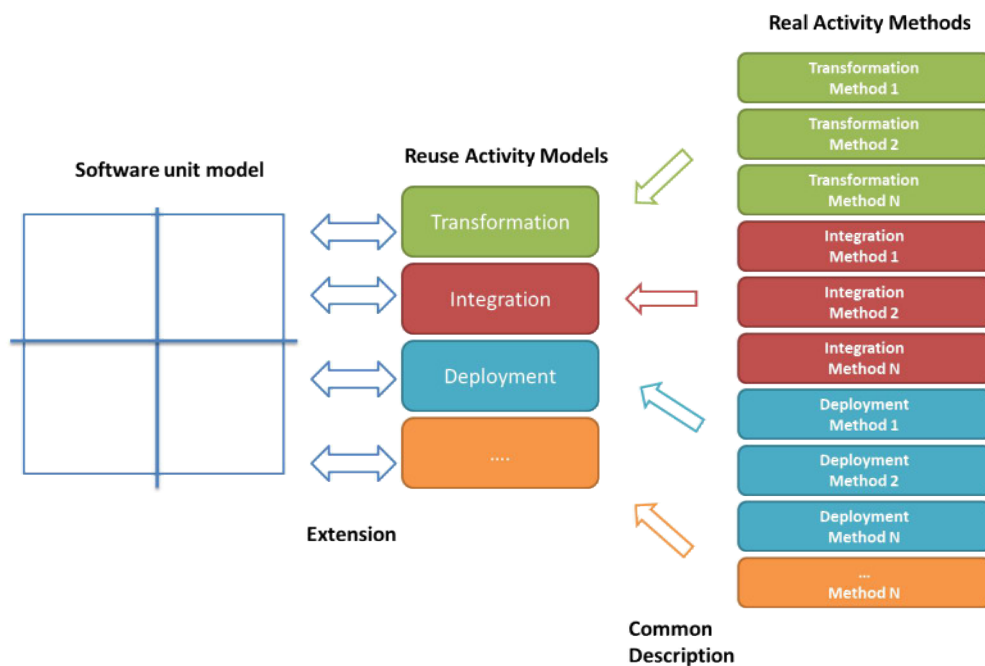 Real Activity Methods
Transformation
Method 1
Transformation
Method 2
Transformation
Method N
Integration
Method 1
Integration
Method 2
Integration
Method N
Deployment
Method 1
Deployment
Method 2
Deployment
Method N
...
Method N
Reuse Activity Models
Transformation
Integration
Deployment
....
Software unit model
Extension
Common
Description